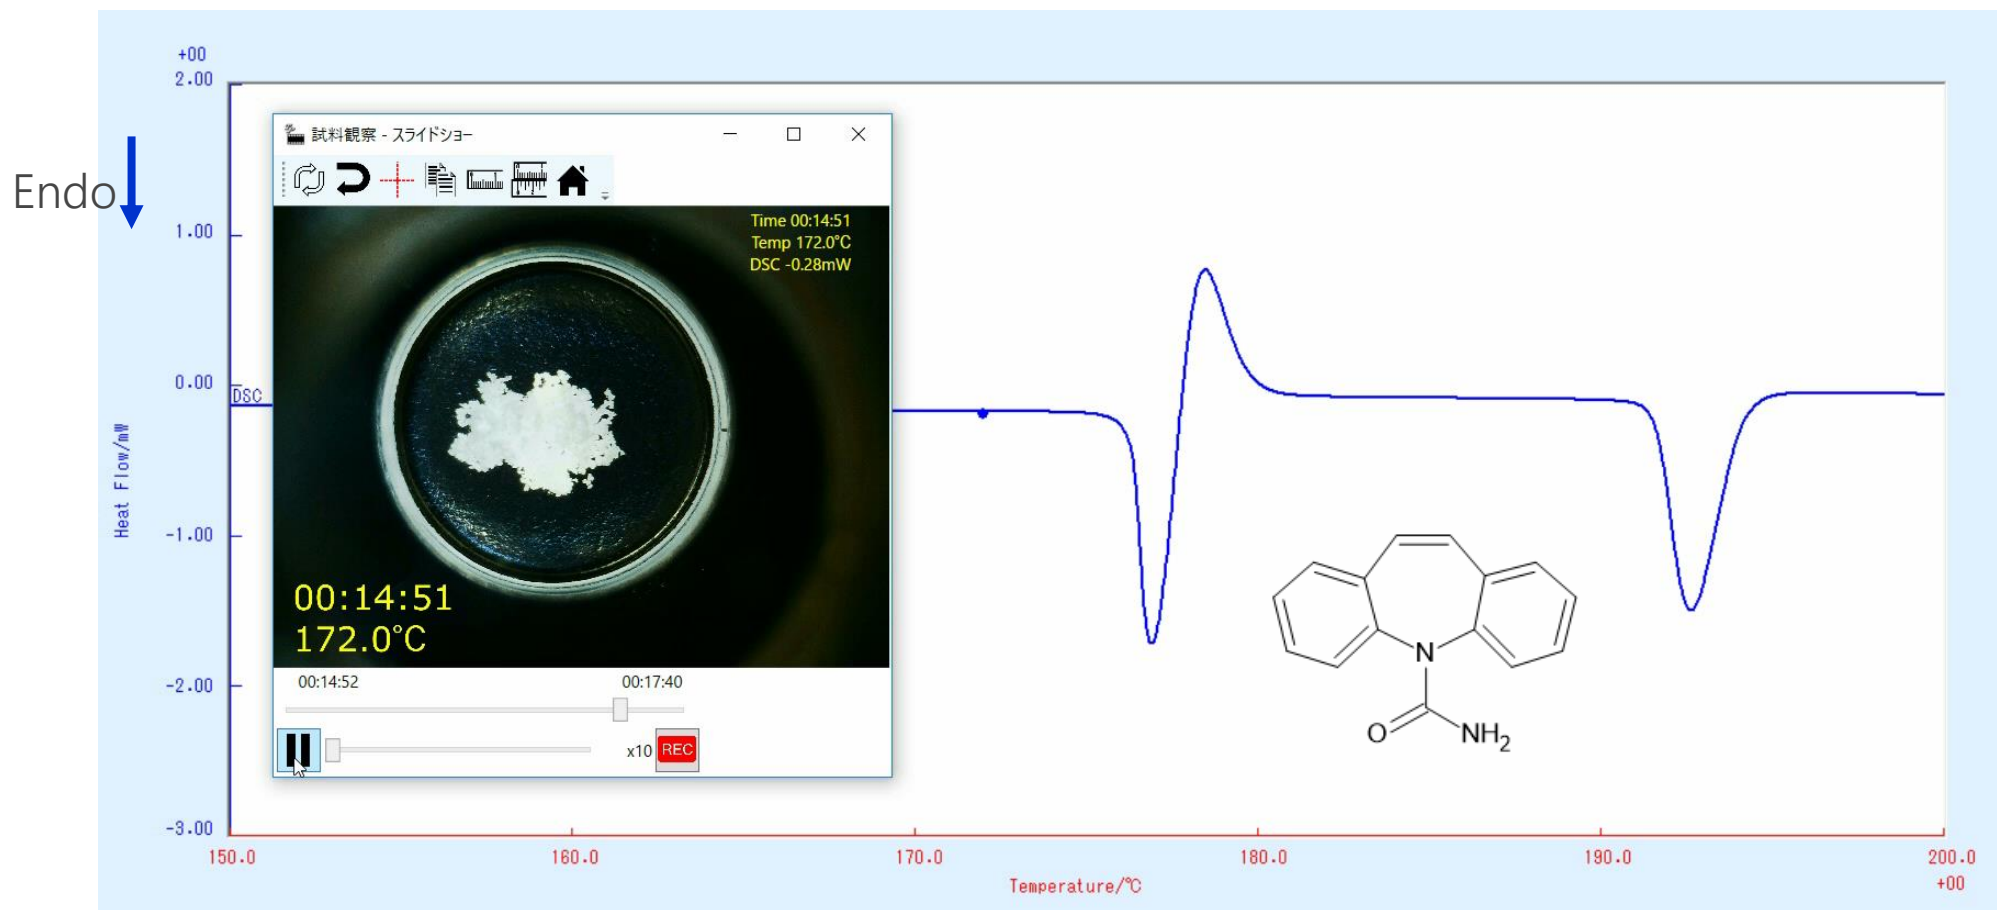 +00
2.00
Endo
1.00
0.00
DSC
Heat Flow/mW
-1.00
-2.00
-3.00
試料観察 - スライドショー
Time 00:14:51
Temp 172.0°C
DSC -0.28mW
00:14:51
172.0°C
00:14:52 00:17:40
x10 REC
N
O NH2
150.0 160.0 170.0 180.0 190.0 200.0
Temperature/℃ +00